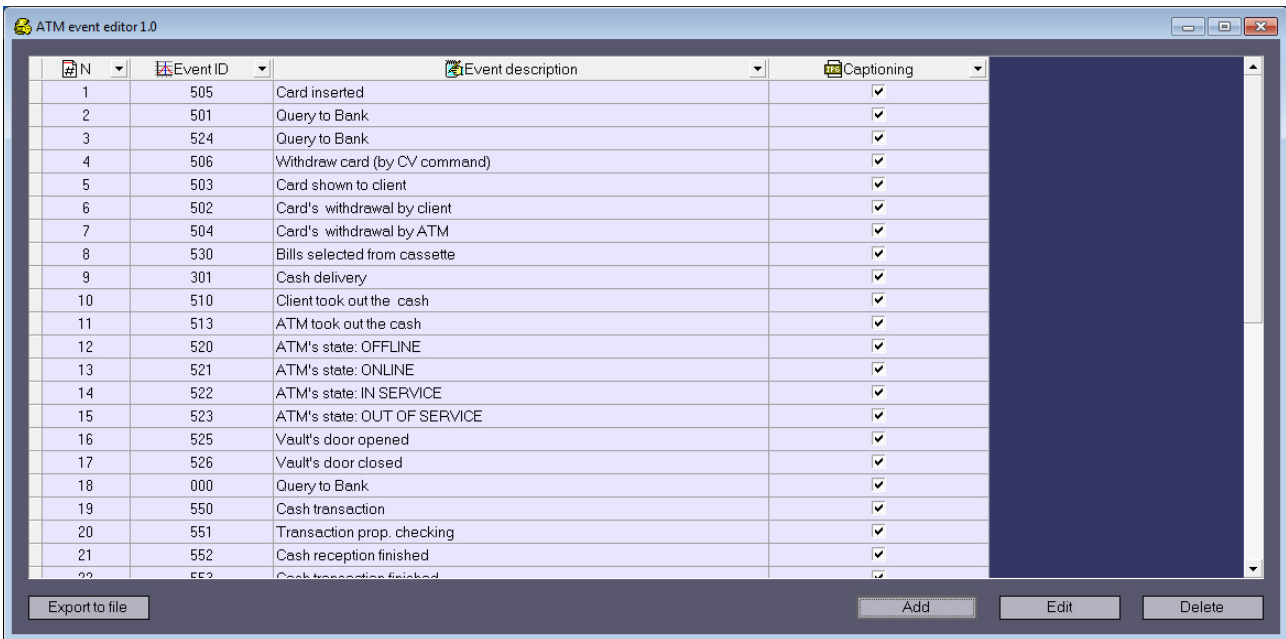 ATM event editor 1.0
N Event ID Event description Captioning
1 505 Card inserted
2 501 Query to Bank
3 524 Query to Bank
4 506 Withdraw card (by CV command)
5 503 Card shown to client
6 502 Card's withdrawal by client
7 504 Card's withdrawal by ATM
8 530 Bills selected from cassette
9 301 Cash delivery
10 510 Client took out the cash
11 513 ATM took out the cash
12 520 ATM's state: OFFLINE
13 521 ATM's state: ONLINE
14 522 ATM's state: IN SERVICE
15 523 ATM's state: OUT OF SERVICE
16 525 Vault's door opened
17 526 Vault's door closed
18 000 Query to Bank
19 550 Cash transaction
20 551 Transaction prop. checking
21 552 Cash reception finished
22 553 Cash transaction finished
Export to file Add Edit Delete